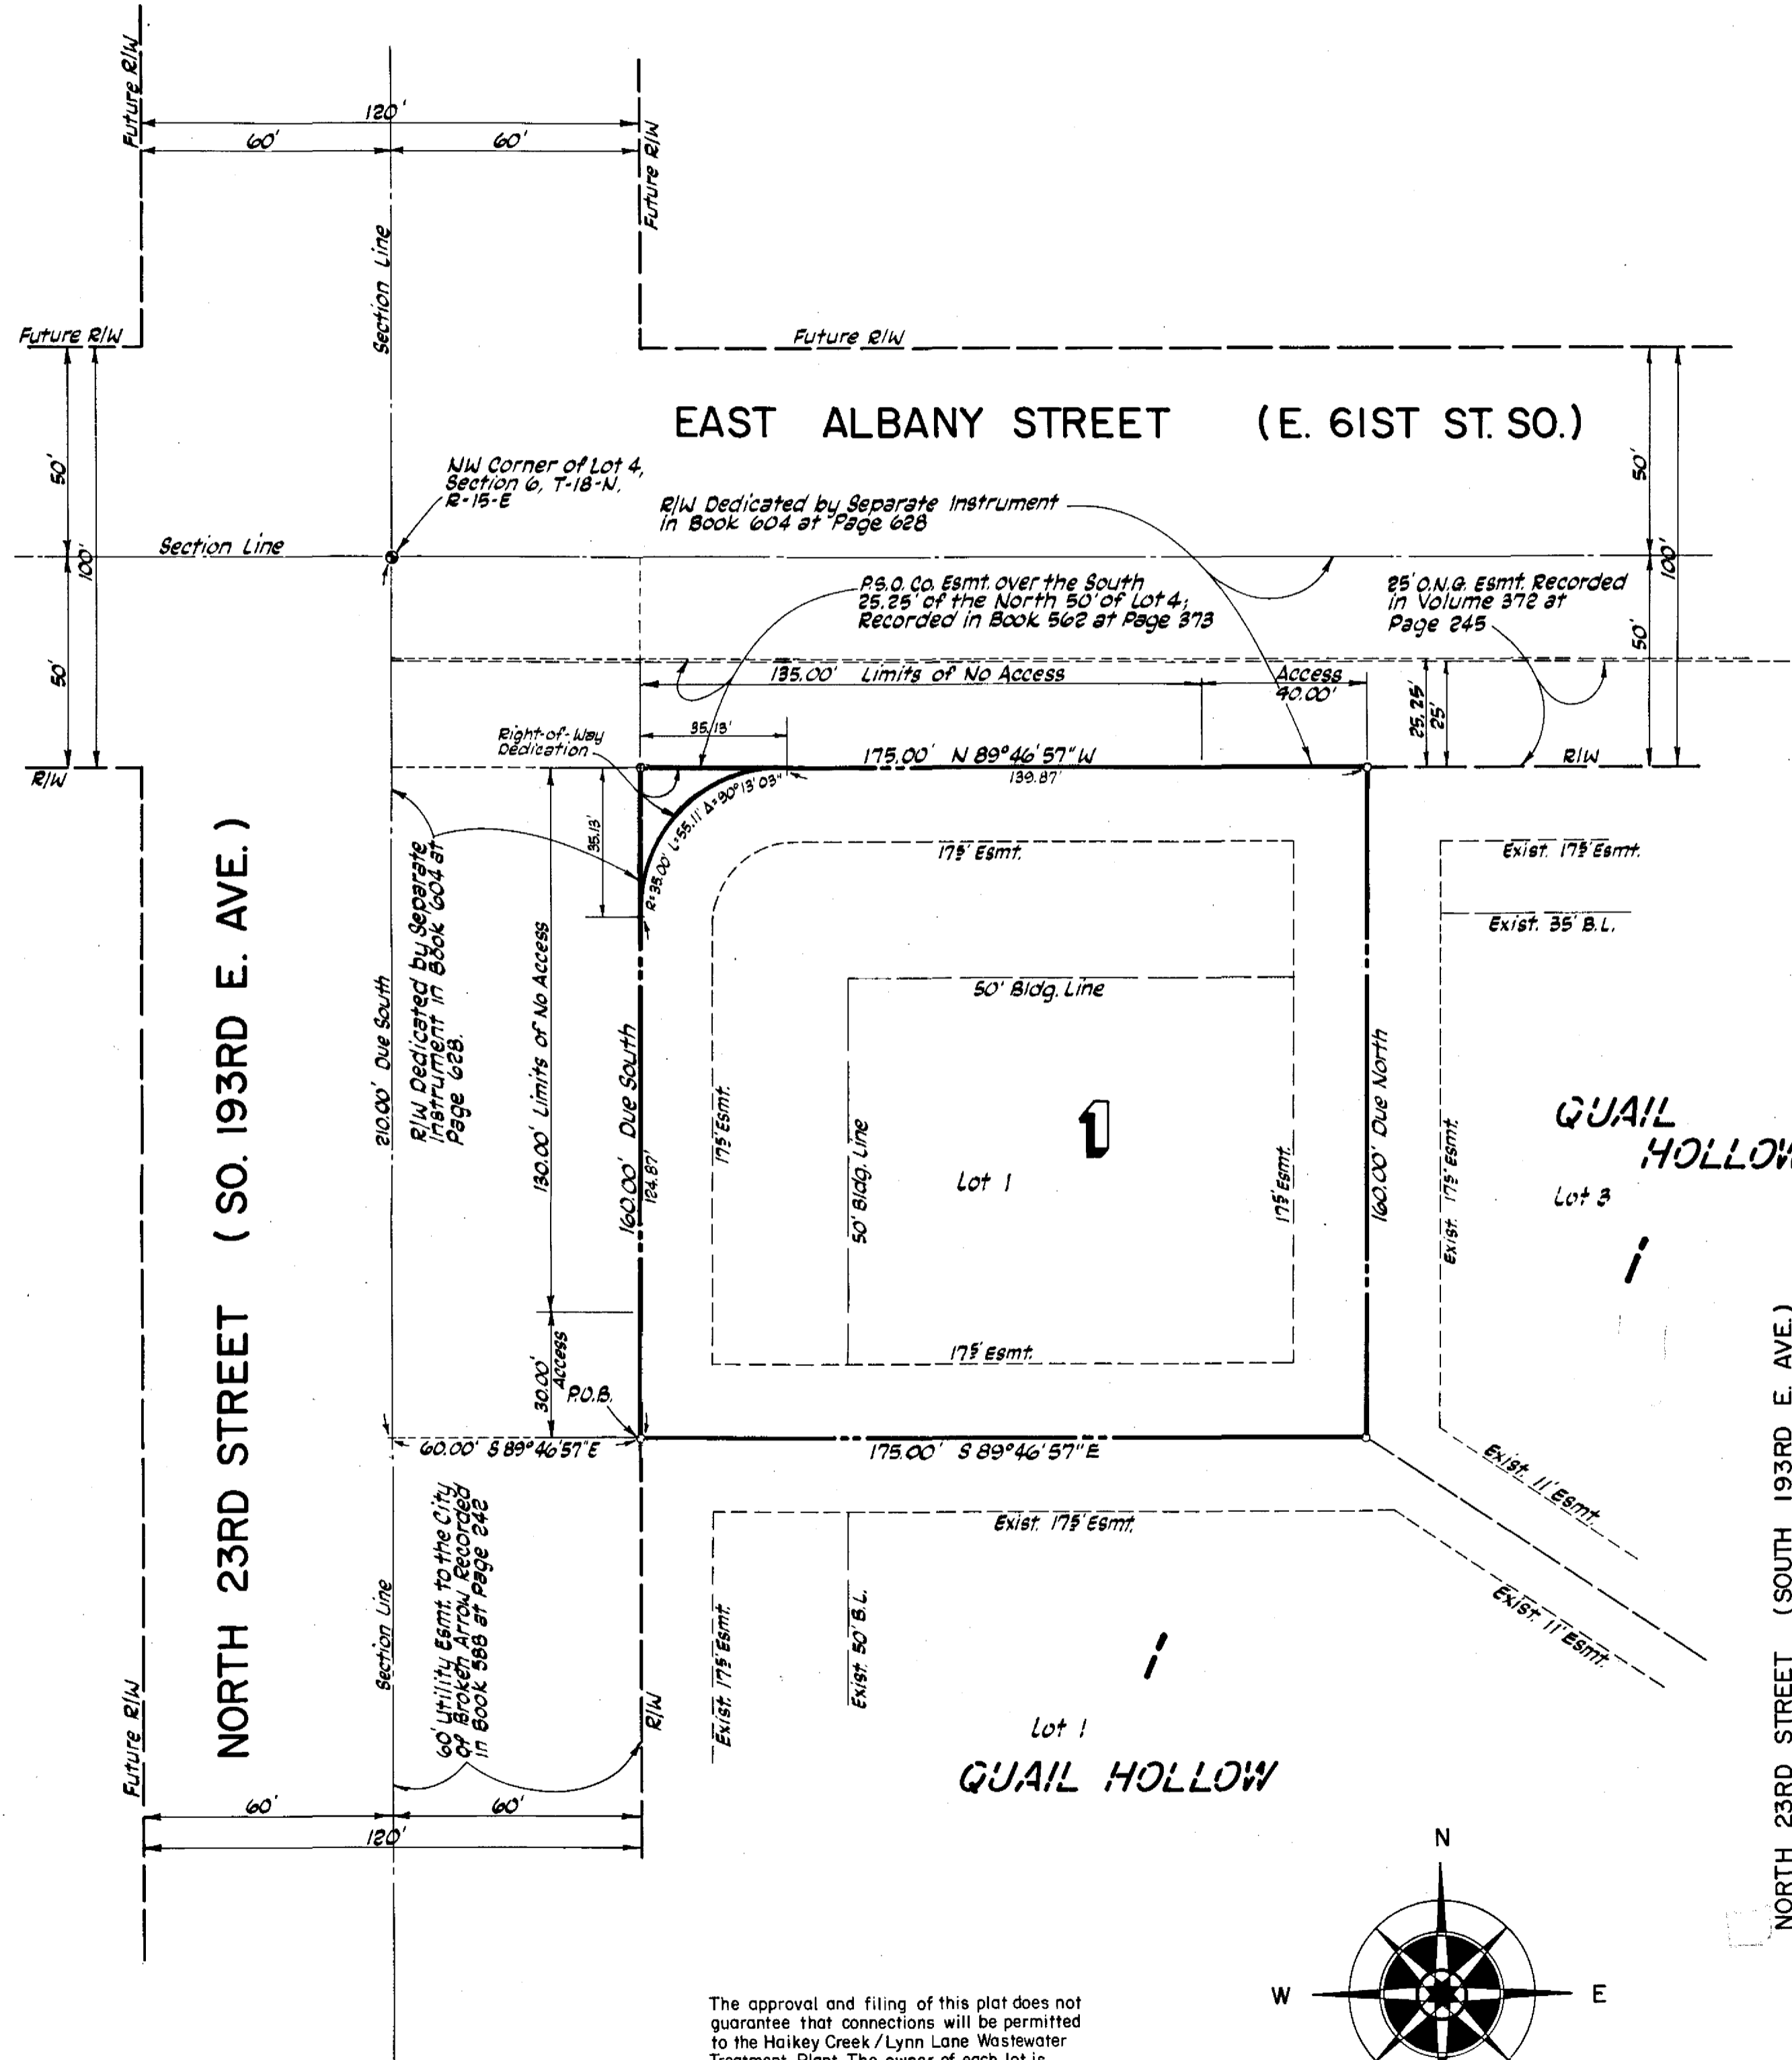 Future R/W
120'
60'
60'
Future R/W
Section Line
Future R/W
Future R/W
EAST ALBANY STREET (E. 61ST ST. SO.)
50'
50'
100'
NW Corner of Lot 4,
Section 6, T-18-N,
R-15-E
R/W Dedicated by Separate Instrument
in Book 604 at Page 628
Section Line
50'
50'
100'
P.S.O. Co. Esmt. over the South
25.25' of the North 50' of Lot 4;
Recorded in Book 562 at Page 373
25' O.N.G. Esmt. Recorded
in Volume 372 at
Page 245
135.00' Limits of No Access
Access
40.00'
25.25'
25'
Right-of-Way
Dedication
35.13'
175.00' N 89°46'57" W
139.87'
R/W
R/W
35.13'
R=35.00' L=55.11' Δ=90°13'03"
17.5' Esmt.
Exist. 17.5' Esmt.
Exist. 35' B.L.
NORTH 23RD STREET (SO. 193RD E. AVE.)
210.00' Due South
R/W Dedicated by Separate
Instrument in Book 604 at
Page 628.
130.00' Limits of No Access
160.00' Due South
124.87'
17.5' Esmt.
50' Bldg. Line
50' Bldg. Line
1
Lot 1
17.5' Esmt.
160.00' Due North
Exist. 17.5' Esmt.
QUAIL
HOLLOW
Lot 3
1
30.00'
Access
P.O.B.
17.5' Esmt.
60.00' S 89°46'57" E
175.00' S 89°46'57" E
Exist. 11' Esmt.
Exist. 11' Esmt.
Exist. 17.5' Esmt.
Future R/W
Section Line
60' Utility Esmt. to the City
of Broken Arrow Recorded
in Book 588 at Page 242
R/W
Exist. 17.5' Esmt.
Exist. 50' B.L.
1
Lot 1
QUAIL HOLLOW
60'
60'
120'
NORTH 23RD STREET (SOUTH 193RD E. AVE.)
N
W
E
The approval and filing of this plat does not
guarantee that connections will be permitted
to the Haikey Creek / Lynn Lane Wastewater
Treatment Plant. The owner of each lot is